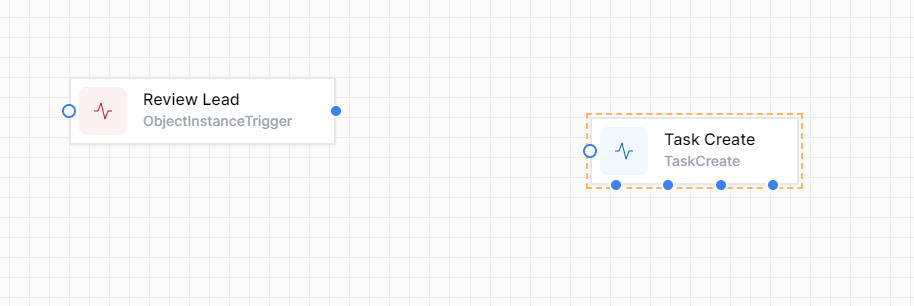 Review Lead
ObjectInstanceTrigger
Task Create
TaskCreate